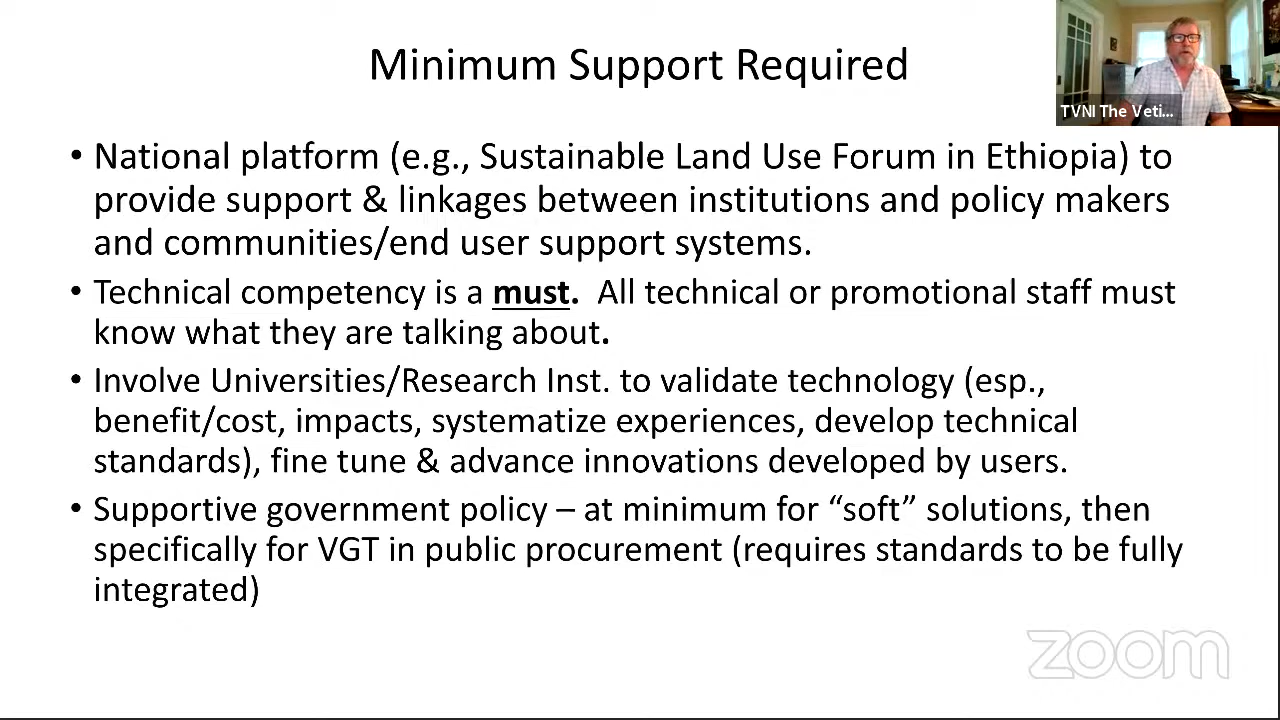 Minimum Support Required
TVNI The Veti...
• National platform (e.g., Sustainable Land Use Forum in Ethiopia) to
provide support & linkages between institutions and policy makers
and communities/end user support systems.
• Technical competency is a must.  All technical or promotional staff must
know what they are talking about.
• Involve Universities/Research Inst. to validate technology (esp.,
benefit/cost, impacts, systematize experiences, develop technical
standards), fine tune & advance innovations developed by users.
• Supportive government policy – at minimum for “soft” solutions, then
specifically for VGT in public procurement (requires standards to be fully
integrated)
zoom